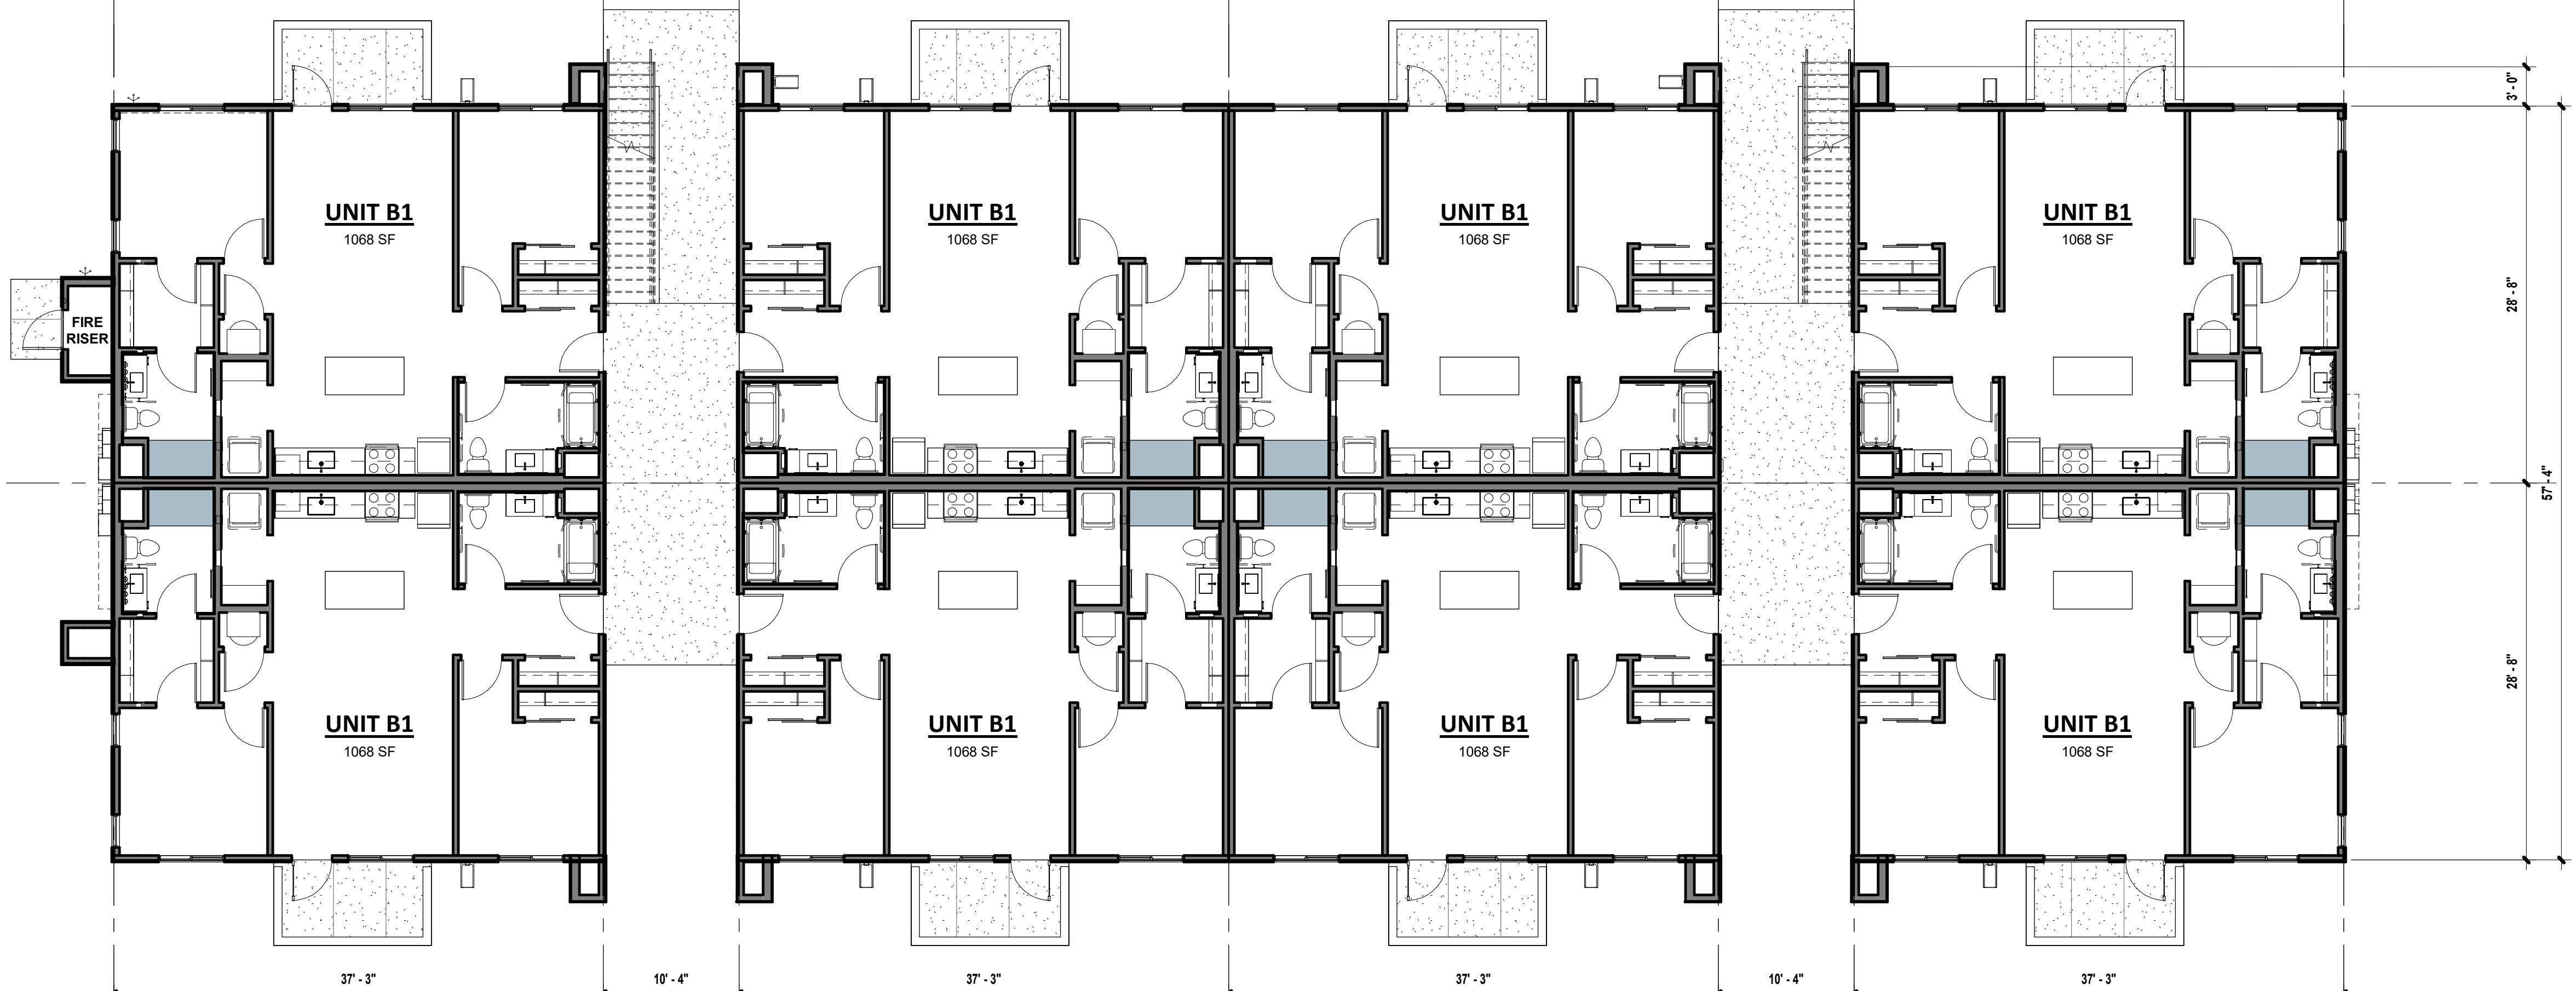 3' - 0"
UNIT B1
1068 SF
UNIT B1
1068 SF
UNIT B1
1068 SF
UNIT B1
1068 SF
28' - 8"
FIRE
RISER
57' - 4"
28' - 8"
UNIT B1
1068 SF
UNIT B1
1068 SF
UNIT B1
1068 SF
UNIT B1
1068 SF
37' - 3"
10' - 4"
37' - 3"
37' - 3"
10' - 4"
37' - 3"